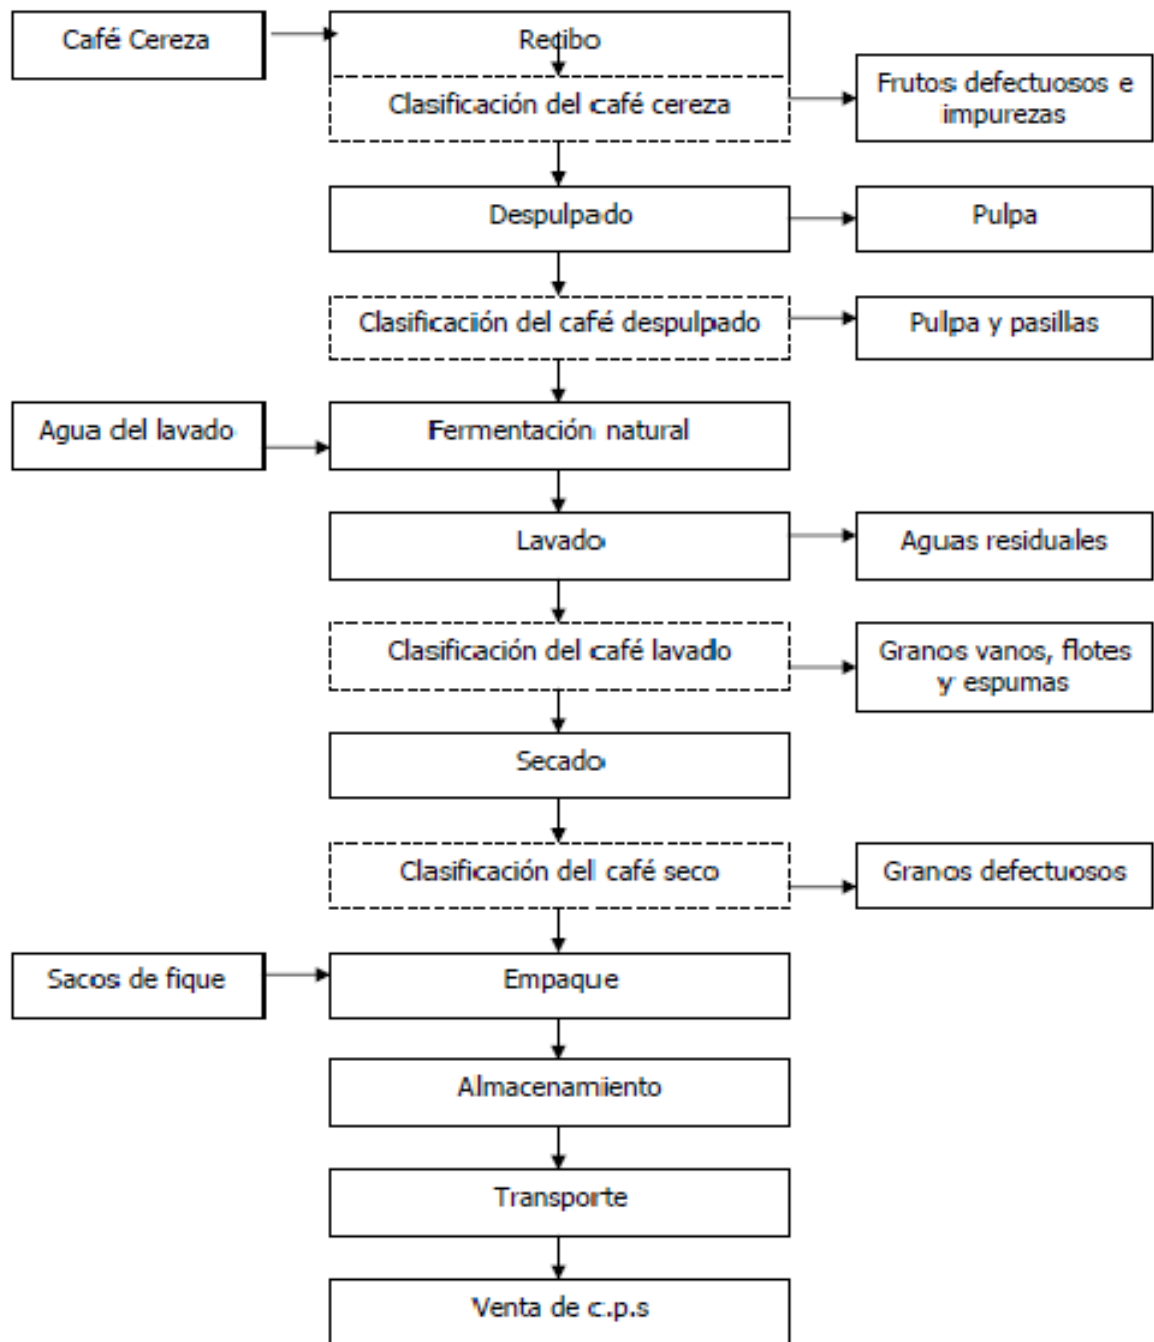 Café Cereza
Recibo
Clasificación del café cereza
Frutos defectuosos e
impurezas
Despulpado
Pulpa
Clasificación del café despulpado
Pulpa y pasillas
Agua del lavado
Fermentación natural
Lavado
Aguas residuales
Clasificación del café lavado
Granos vanos, flotes
y espumas
Secado
Clasificación del café seco
Granos defectuosos
Sacos de fique
Empaque
Almacenamiento
Transporte
Venta de c.p.s